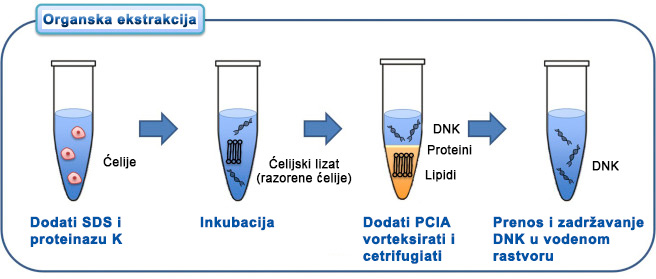 Organska ekstrakcija
Ćelije
Dodati SDS i
proteinazu K
Ćelijski lizat
(razorene ćelije)
Inkubacija
DNK
Proteini
Lipidi
Dodati PCIA
vorteksirati i
cetrifugiati
DNK
Prenos i zadržavanje
DNK u vodenom
rastvoru